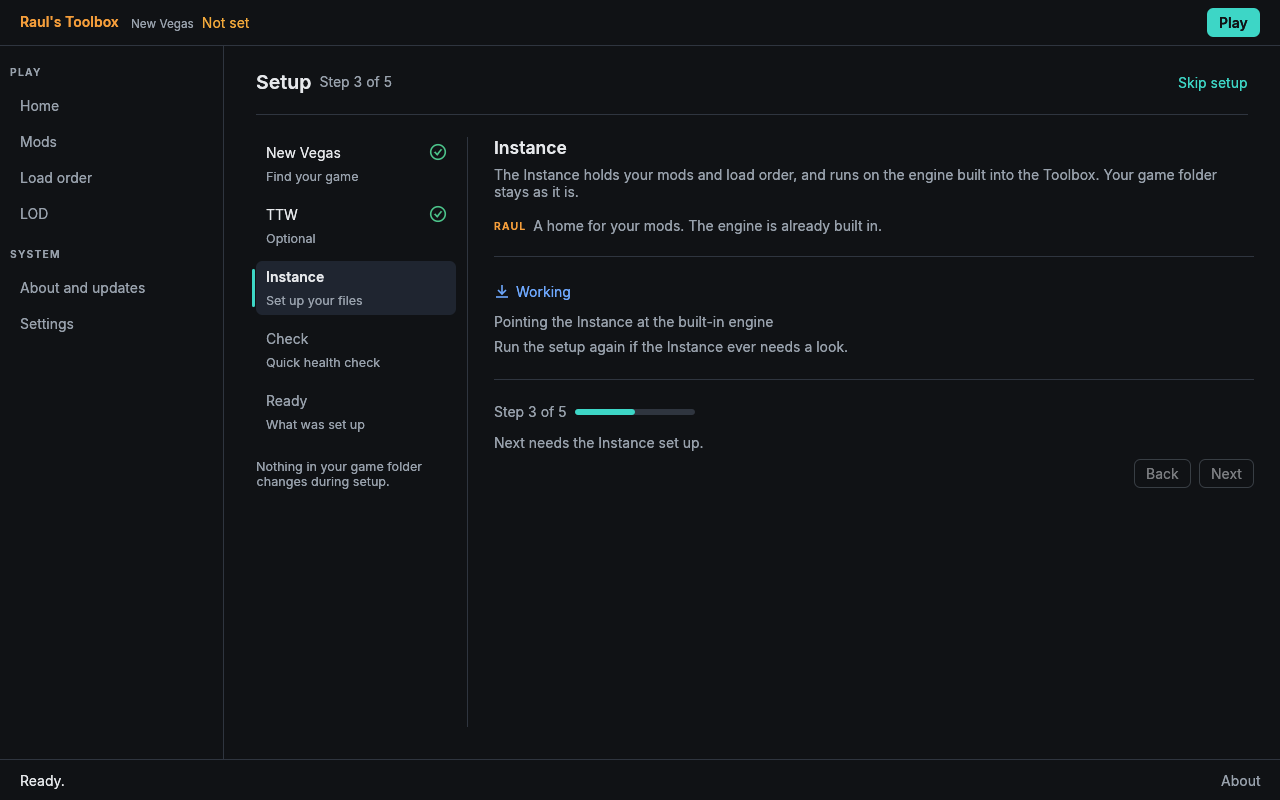 Raul's Toolbox New Vegas Not set Play
PLAY
Home
Mods
Load order
LOD
SYSTEM
About and updates
Settings
Setup Step 3 of 5 Skip setup
New Vegas
Find your game
TTW
Optional
Instance
Set up your files
Check
Quick health check
Ready
What was set up
Nothing in your game folder
changes during setup.
Instance
The Instance holds your mods and load order, and runs on the engine built into the Toolbox. Your game folder
stays as it is.
RAUL A home for your mods. The engine is already built in.
Working
Pointing the Instance at the built-in engine
Run the setup again if the Instance ever needs a look.
Step 3 of 5
Next needs the Instance set up.
Back Next
Ready. About